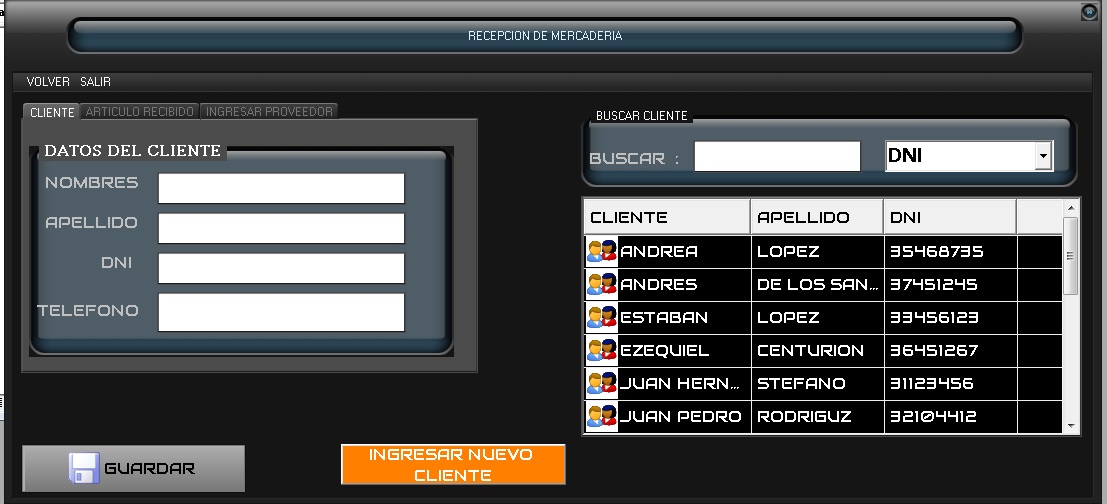 RECEPCION DE MERCADERIA
VOLVER SALIR
CLIENTE ARTICULO RECIBIDO INGRESAR PROVEEDOR
DATOS DEL CLIENTE
NOMBRES
APELLIDO
DNI
TELEFONO
GUARDAR
INGRESAR NUEVO
CLIENTE
BUSCAR CLIENTE
BUSCAR : DNI
CLIENTE APELLIDO DNI
ANDREA LOPEZ 35468735
ANDRES DE LOS SAN... 37451245
ESTABAN LOPEZ 33456123
EZEQUIEL CENTURION 36451267
JUAN HERN... STEFANO 31123456
JUAN PEDRO RODRIGUZ 32104412